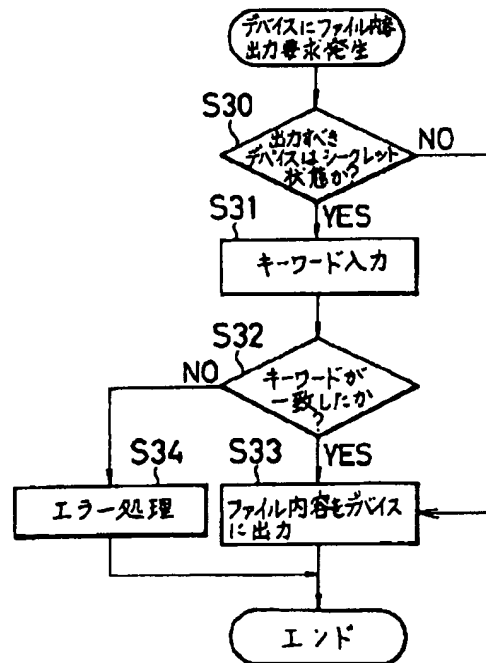 デバイスにファイル内容
出力要求発生
S30
出力すべき
デバイスはシークレット
状態か?
NO
YES
S31
キーワード入力
S32
NO
キーワードが
一致したか
?
YES
S34
エラー処理
S33
ファイル内容をデバイス
に出力
エンド